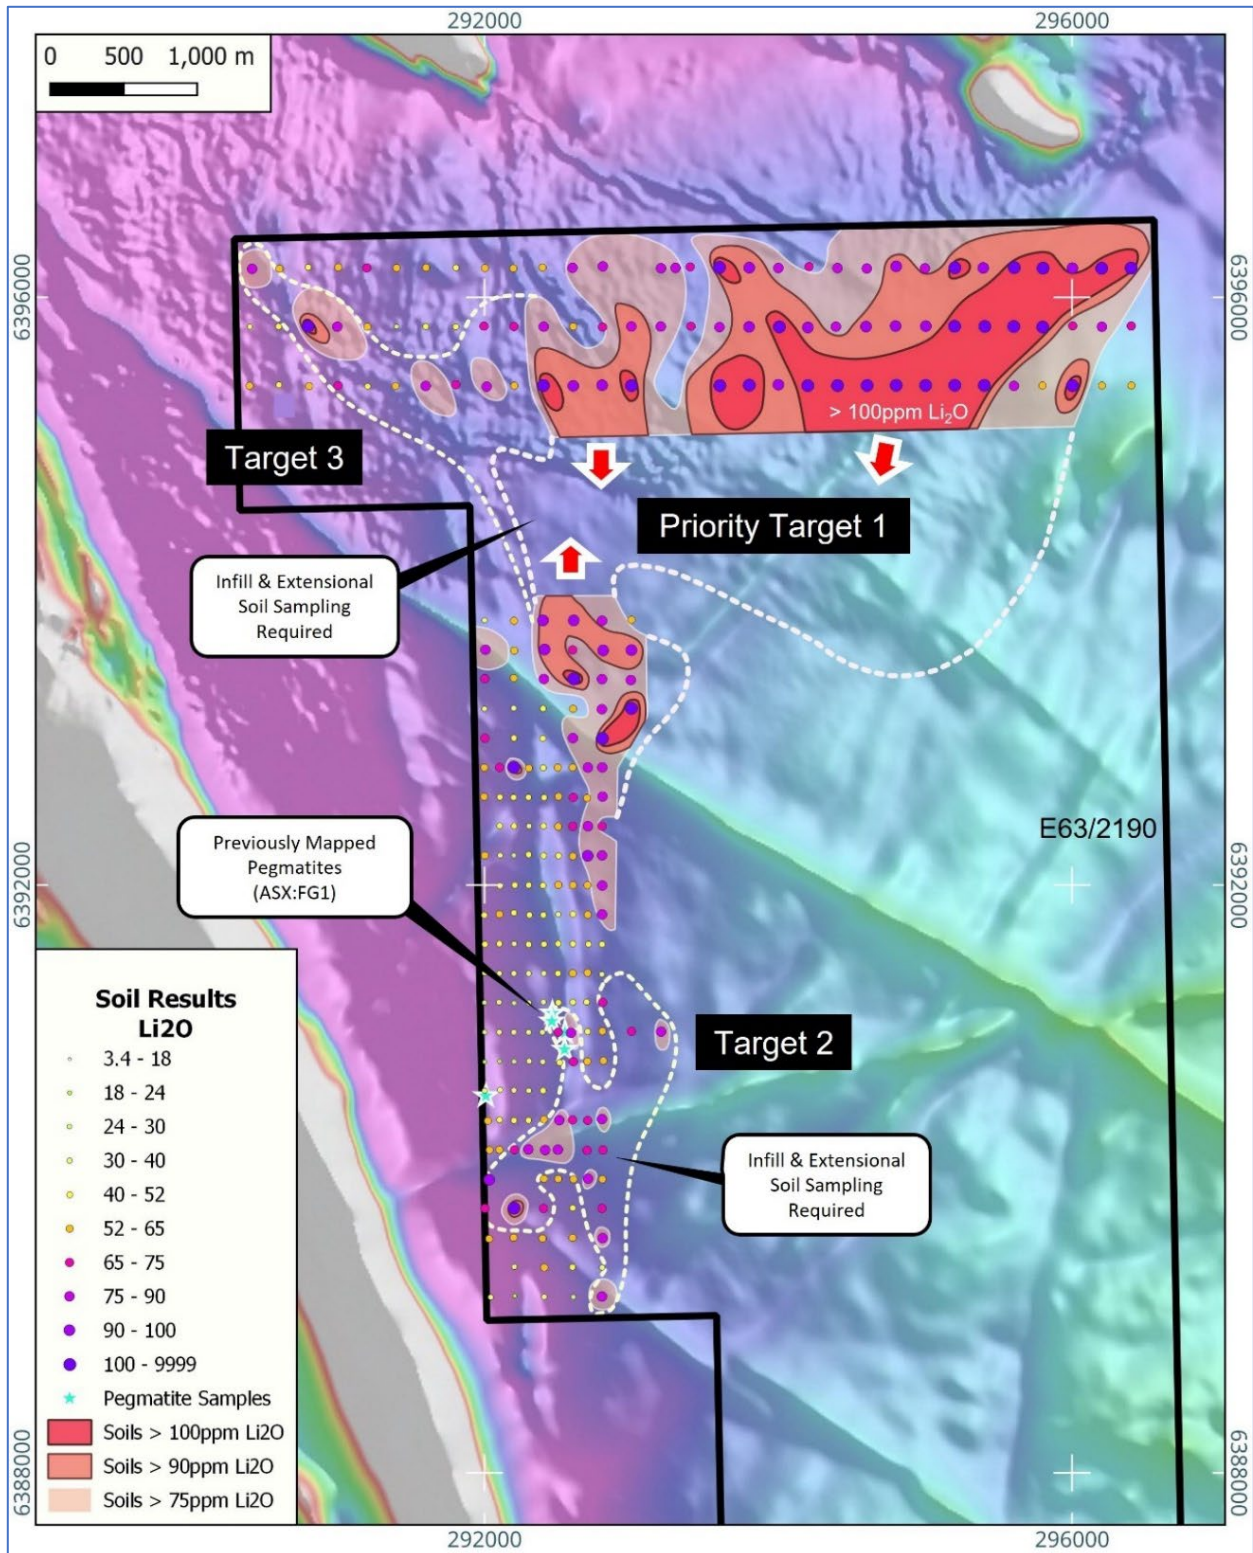 292000
296000
0 500 1,000 m
6396000
6396000
> 100ppm Li₂O
Target 3
Priority Target 1
Infill & Extensional
Soil Sampling
Required
E63/2190
Previously Mapped
Pegmatites
(ASX:FG1)
6392000
6392000
Soil Results
Li2O
3.4 - 18
18 - 24
24 - 30
30 - 40
40 - 52
52 - 65
65 - 75
75 - 90
90 - 100
100 - 9999
Pegmatite Samples
Soils > 100ppm Li2O
Soils > 90ppm Li2O
Soils > 75ppm Li2O
Target 2
Infill & Extensional
Soil Sampling
Required
6388000
6388000
292000
296000